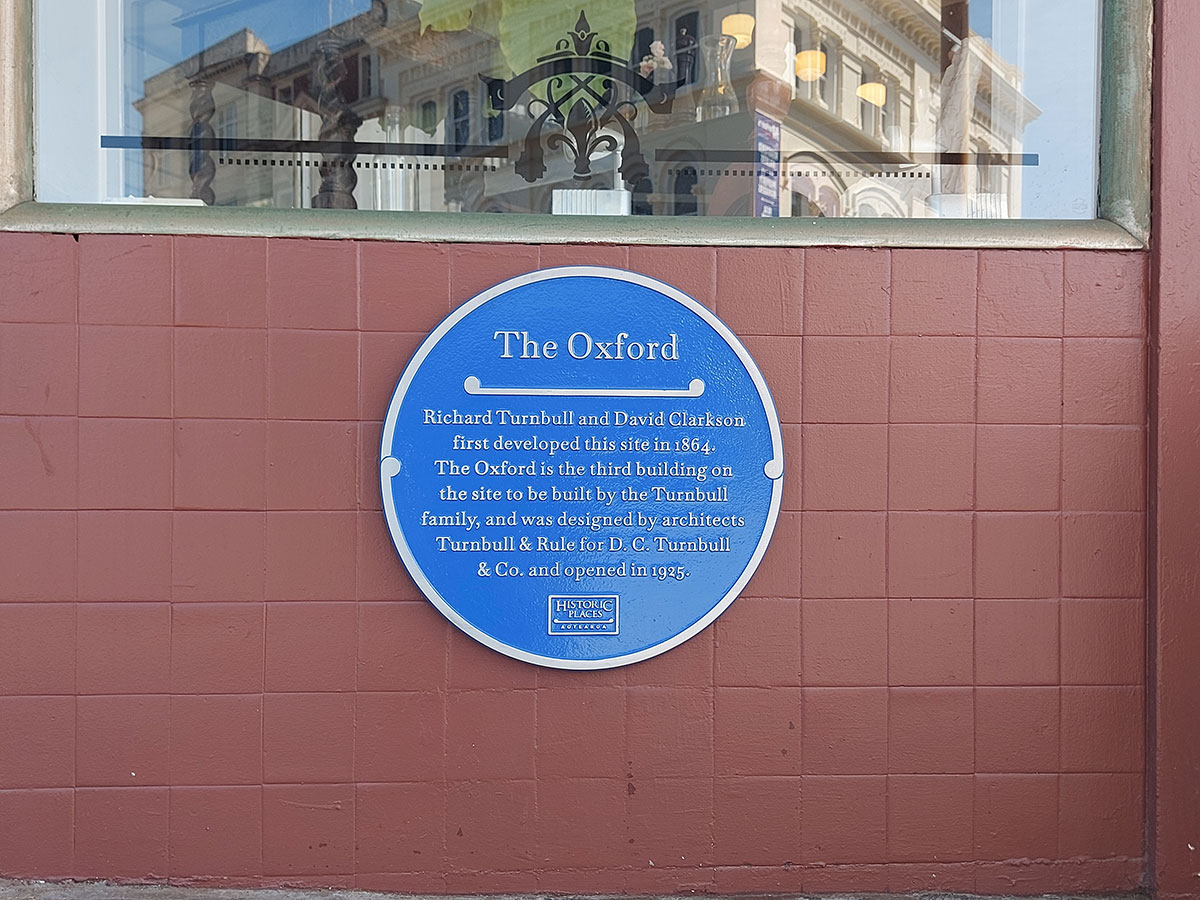 The Oxford
Richard Turnbull and David Clarkson
first developed this site in 1864.
The Oxford is the third building on
the site to be built by the Turnbull
family, and was designed by architects
Turnbull & Rule for D. C. Turnbull
& Co. and opened in 1925.
HISTORIC
PLACES
AOTEAROA